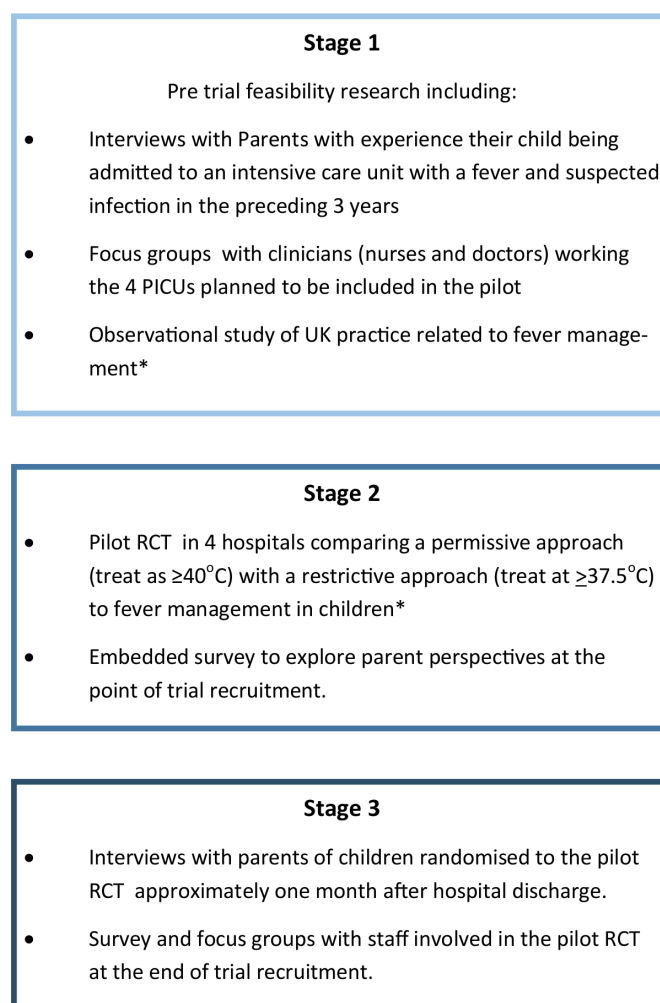 Stage 1
Pre trial feasibility research including:
• Interviews with Parents with experience their child being
admitted to an intensive care unit with a fever and suspected
infection in the preceding 3 years
• Focus groups with clinicians (nurses and doctors) working
the 4 PICUs planned to be included in the pilot
• Observational study of UK practice related to fever manage-
ment*
Stage 2
• Pilot RCT in 4 hospitals comparing a permissive approach
(treat as ≥40°C) with a restrictive approach (treat at ≥37.5°C)
to fever management in children*
• Embedded survey to explore parent perspectives at the
point of trial recruitment.
Stage 3
• Interviews with parents of children randomised to the pilot
RCT approximately one month after hospital discharge.
• Survey and focus groups with staff involved in the pilot RCT
at the end of trial recruitment.